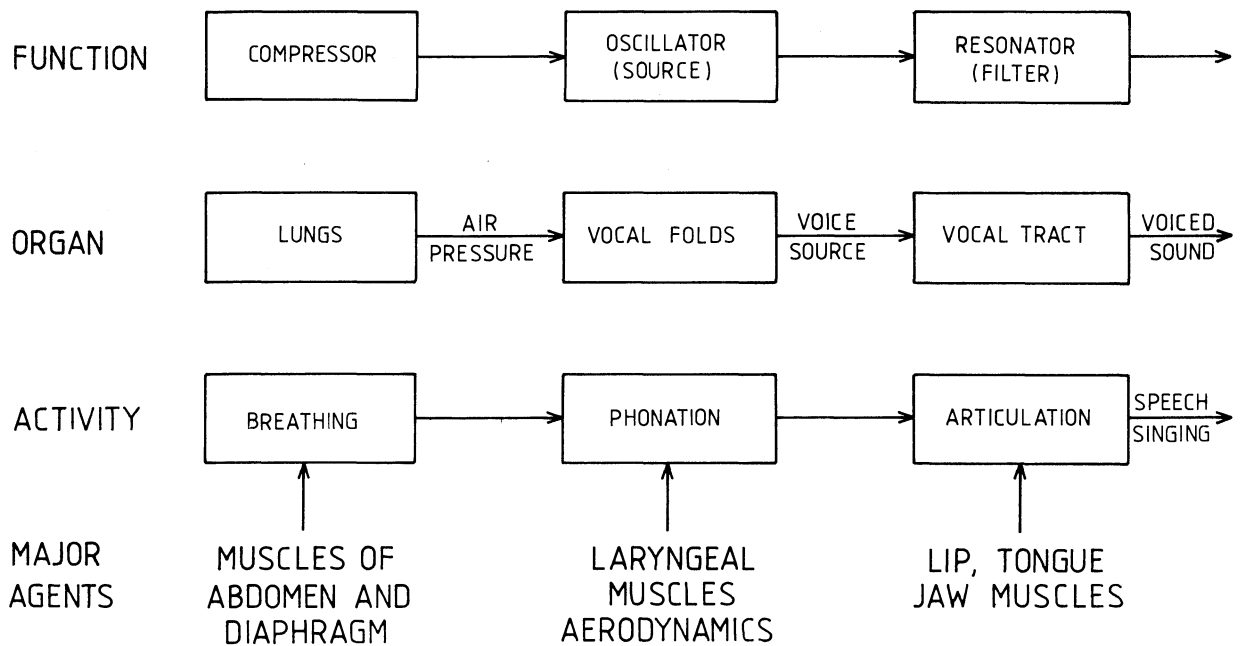 FUNCTION
COMPRESSOR
OSCILLATOR
(SOURCE)
RESONATOR
(FILTER)
ORGAN
LUNGS
AIR
PRESSURE
VOCAL FOLDS
VOICE
SOURCE
VOCAL TRACT
VOICED
SOUND
ACTIVITY
BREATHING
PHONATION
ARTICULATION
SPEECH
SINGING
MAJOR
AGENTS
MUSCLES OF
ABDOMEN AND
DIAPHRAGM
LARYNGEAL
MUSCLES
AERODYNAMICS
LIP, TONGUE
JAW MUSCLES